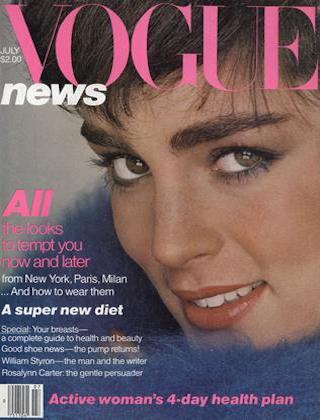 VOGUE
JULY
$2.00
news
All
the looks
to tempt you
now and later
from New York, Paris, Milan
... And how to wear them
A super new diet
Special: Your breasts—
a complete guide to health and beauty
Good shoe news—the pump returns!
William Styron—the man and the writer
Rosalynn Carter: the gentle persuader
Active woman's 4-day health plan